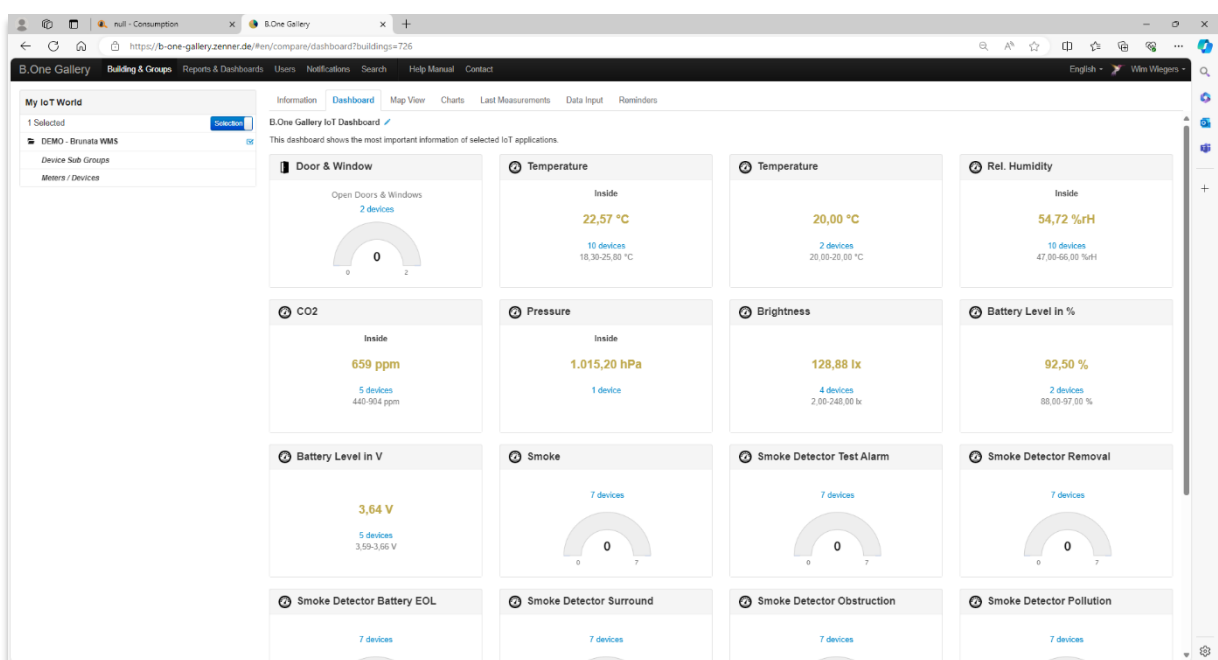 null - Consumption
B.One Gallery
https://b-one-gallery.zenner.de/#en/compare/dashboard?buildings=726
B.One Gallery Building & Groups Reports & Dashboards Users Notifications Search Help Manual Contact English Wim Wiegers
My IoT World
1 Selected Selection
DEMO - Brunata WMS
Device Sub Groups
Meters / Devices
Information Dashboard Map View Charts Last Measurements Data Input Reminders
B.One Gallery IoT Dashboard
This dashboard shows the most important information of selected IoT applications.
Door & Window
Open Doors & Windows
2 devices
0
0 2
Temperature
Inside
22,57 °C
10 devices
18,30-25,80 °C
Temperature
20,00 °C
2 devices
20,00-20,00 °C
Rel. Humidity
Inside
54,72 %rH
10 devices
47,00-66,00 %rH
CO2
Inside
659 ppm
5 devices
440-904 ppm
Pressure
Inside
1.015,20 hPa
1 device
Brightness
128,88 lx
4 devices
2,00-248,00 lx
Battery Level in %
92,50 %
2 devices
88,00-97,00 %
Battery Level in V
3,64 V
5 devices
3,59-3,66 V
Smoke
7 devices
0
0 7
Smoke Detector Test Alarm
7 devices
0
0 7
Smoke Detector Removal
7 devices
0
0 7
Smoke Detector Battery EOL
7 devices
Smoke Detector Surround
7 devices
Smoke Detector Obstruction
7 devices
Smoke Detector Pollution
7 devices